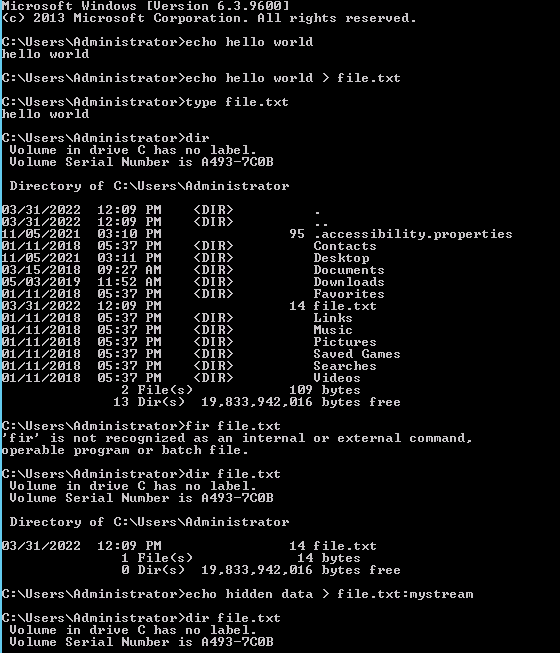 Microsoft Windows [Version 6.3.9600]
(c) 2013 Microsoft Corporation. All rights reserved.
C:\Users\Administrator>echo hello world
hello world
C:\Users\Administrator>echo hello world > file.txt
C:\Users\Administrator>type file.txt
hello world
C:\Users\Administrator>dir
Volume in drive C has no label.
Volume Serial Number is A493-7C0B
Directory of C:\Users\Administrator
03/31/2022  12:09 PM    <DIR>          .
03/31/2022  12:09 PM    <DIR>          ..
11/05/2021  03:10 PM                95 .accessibility.properties
01/11/2018  05:37 PM    <DIR>          Contacts
11/05/2021  03:11 PM    <DIR>          Desktop
03/15/2018  09:27 AM    <DIR>          Documents
05/03/2019  11:52 AM    <DIR>          Downloads
01/11/2018  05:37 PM    <DIR>          Favorites
03/31/2022  12:09 PM                14 file.txt
01/11/2018  05:37 PM    <DIR>          Links
01/11/2018  05:37 PM    <DIR>          Music
01/11/2018  05:37 PM    <DIR>          Pictures
01/11/2018  05:37 PM    <DIR>          Saved Games
01/11/2018  05:37 PM    <DIR>          Searches
01/11/2018  05:37 PM    <DIR>          Videos
2 File(s)            109 bytes
13 Dir(s)  19,833,942,016 bytes free
C:\Users\Administrator>fir file.txt
'fir' is not recognized as an internal or external command,
operable program or batch file.
C:\Users\Administrator>dir file.txt
Volume in drive C has no label.
Volume Serial Number is A493-7C0B
Directory of C:\Users\Administrator
03/31/2022  12:09 PM                14 file.txt
1 File(s)             14 bytes
0 Dir(s)  19,833,942,016 bytes free
C:\Users\Administrator>echo hidden data > file.txt:mystream
C:\Users\Administrator>dir file.txt
Volume in drive C has no label.
Volume Serial Number is A493-7C0B